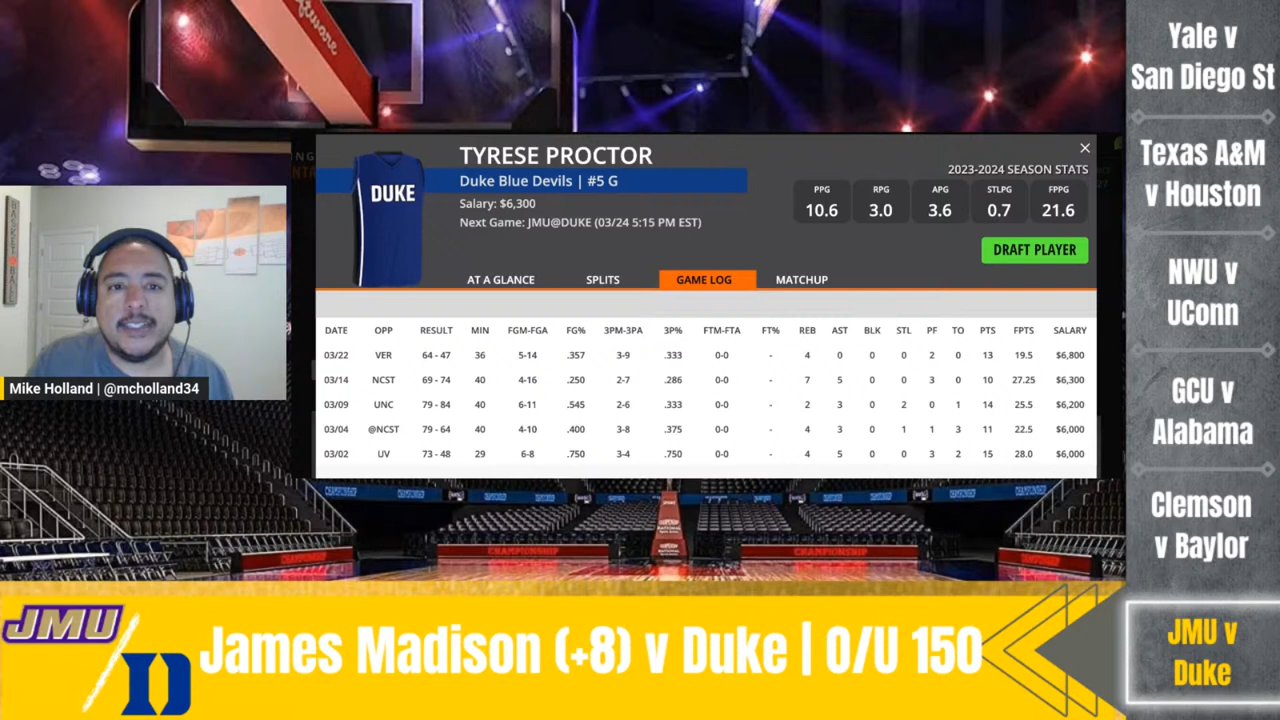 Yale v
San Diego St
Texas A&M
v Houston
NWU v
UConn
GCU v
Alabama
Clemson
v Baylor
JMU v
Duke
TYRESE PROCTOR
Duke Blue Devils | #5 G
Salary: $6,300
Next Game: JMU@DUKE (03/24 5:15 PM EST)
DUKE
2023-2024 SEASON STATS
PPG RPG APG STLPG FPPG
10.6 3.0 3.6 0.7 21.6
DRAFT PLAYER
AT A GLANCE SPLITS GAME LOG MATCHUP
DATE OPP RESULT MIN FGM-FGA FG% 3PM-3PA 3P% FTM-FTA FT% REB AST BLK STL PF TO PTS FPTS SALARY
03/22 VER 64 - 47 36 5-14 .357 3-9 .333 0-0 - 4 0 0 0 2 0 13 19.5 $6,800
03/14 NCST 69 - 74 40 4-16 .250 2-7 .286 0-0 - 7 5 0 0 3 0 10 27.25 $6,300
03/09 UNC 79 - 84 40 6-11 .545 2-6 .333 0-0 - 2 3 0 2 0 1 14 25.5 $6,200
03/04 @NCST 79 - 64 40 4-10 .400 3-8 .375 0-0 - 4 3 0 1 1 3 11 22.5 $6,000
03/02 UV 73 - 48 29 6-8 .750 3-4 .750 0-0 - 4 5 0 0 3 2 15 28.0 $6,000
Mike Holland | @mcholland34
CHAMPIONSHIP
CHAMPIONSHIP
JMU
D
James Madison (+8) v Duke | O/U 150